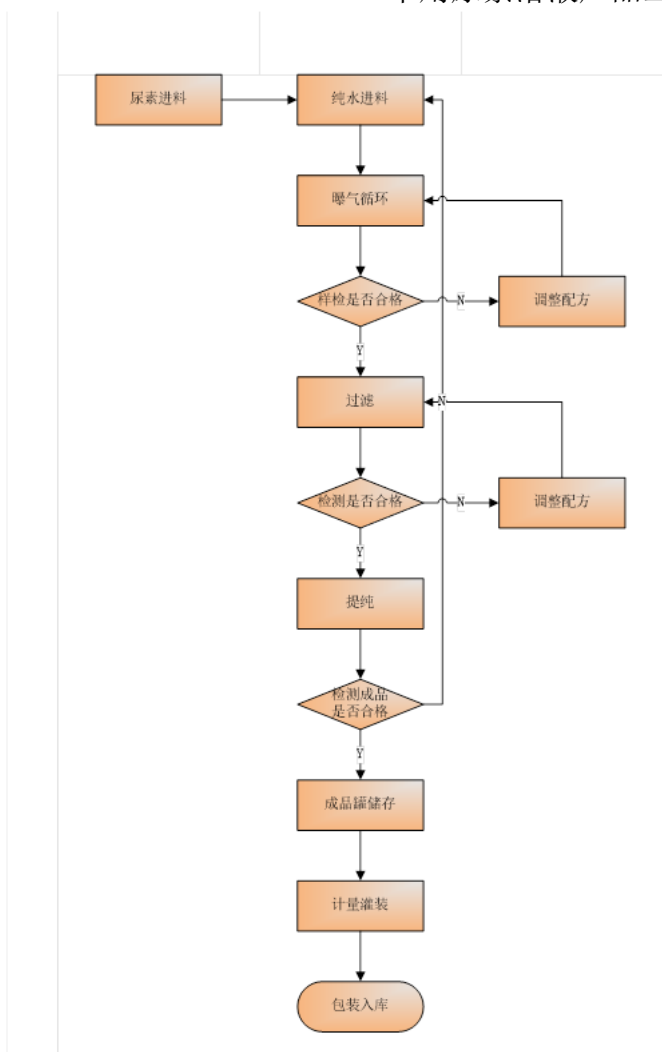 尿素进料
纯水进料
曝气循环
样检是否合格
N
调整配方
Y
过滤
N
检测是否合格
N
调整配方
Y
提纯
检测成品
是否合格
Y
成品罐储存
计量灌装
包装入库